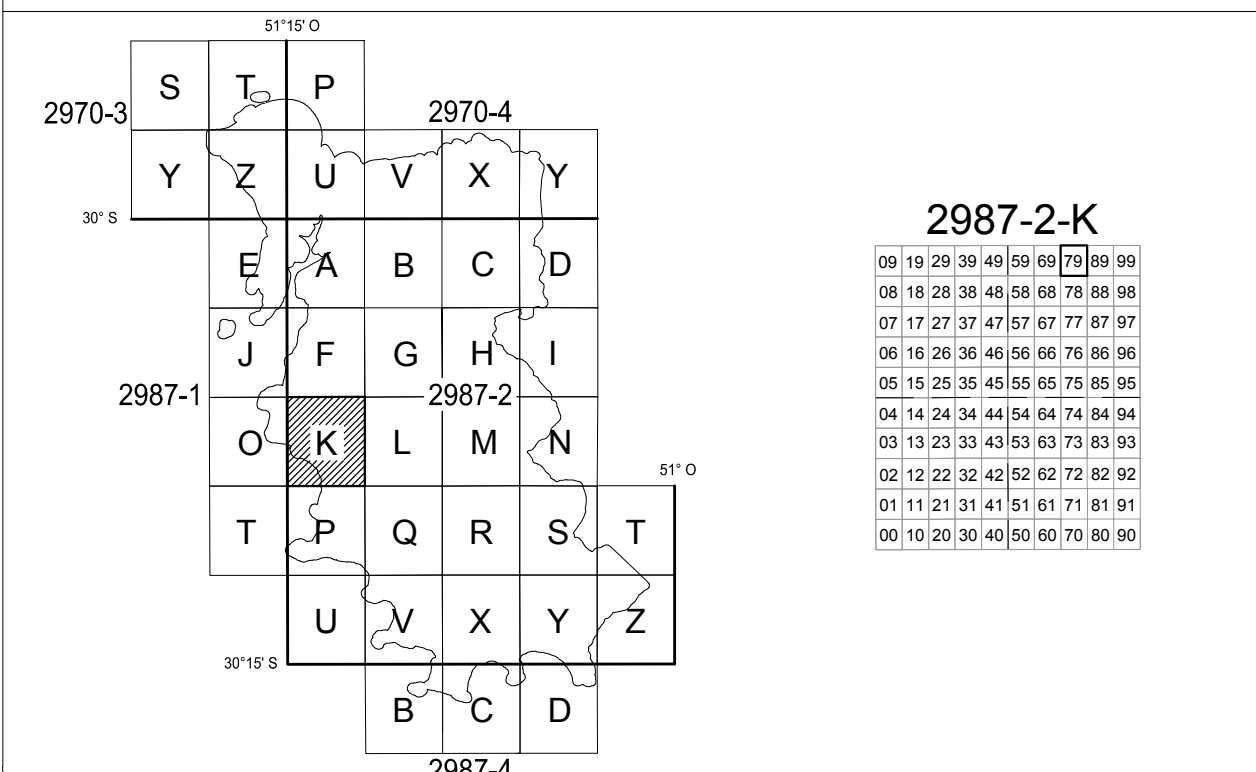 51°15' O
S T P
2970-3
2970-4
Y Z U V X Y
30° S
E A B C D
J F G H I
2987-1
2987-2
O K L M N
51° O
T P Q R S T
U V X Y Z
30°15' S
B C D
2987-4
2987-2-K
09 19 29 39 49 59 69 79 89 99
08 18 28 38 48 58 68 78 88 98
07 17 27 37 47 57 67 77 87 97
06 16 26 36 46 56 66 76 86 96
05 15 25 35 45 55 65 75 85 95
04 14 24 34 44 54 64 74 84 94
03 13 23 33 43 53 63 73 83 93
02 12 22 32 42 52 62 72 82 92
01 11 21 31 41 51 61 71 81 91
00 10 20 30 40 50 60 70 80 90